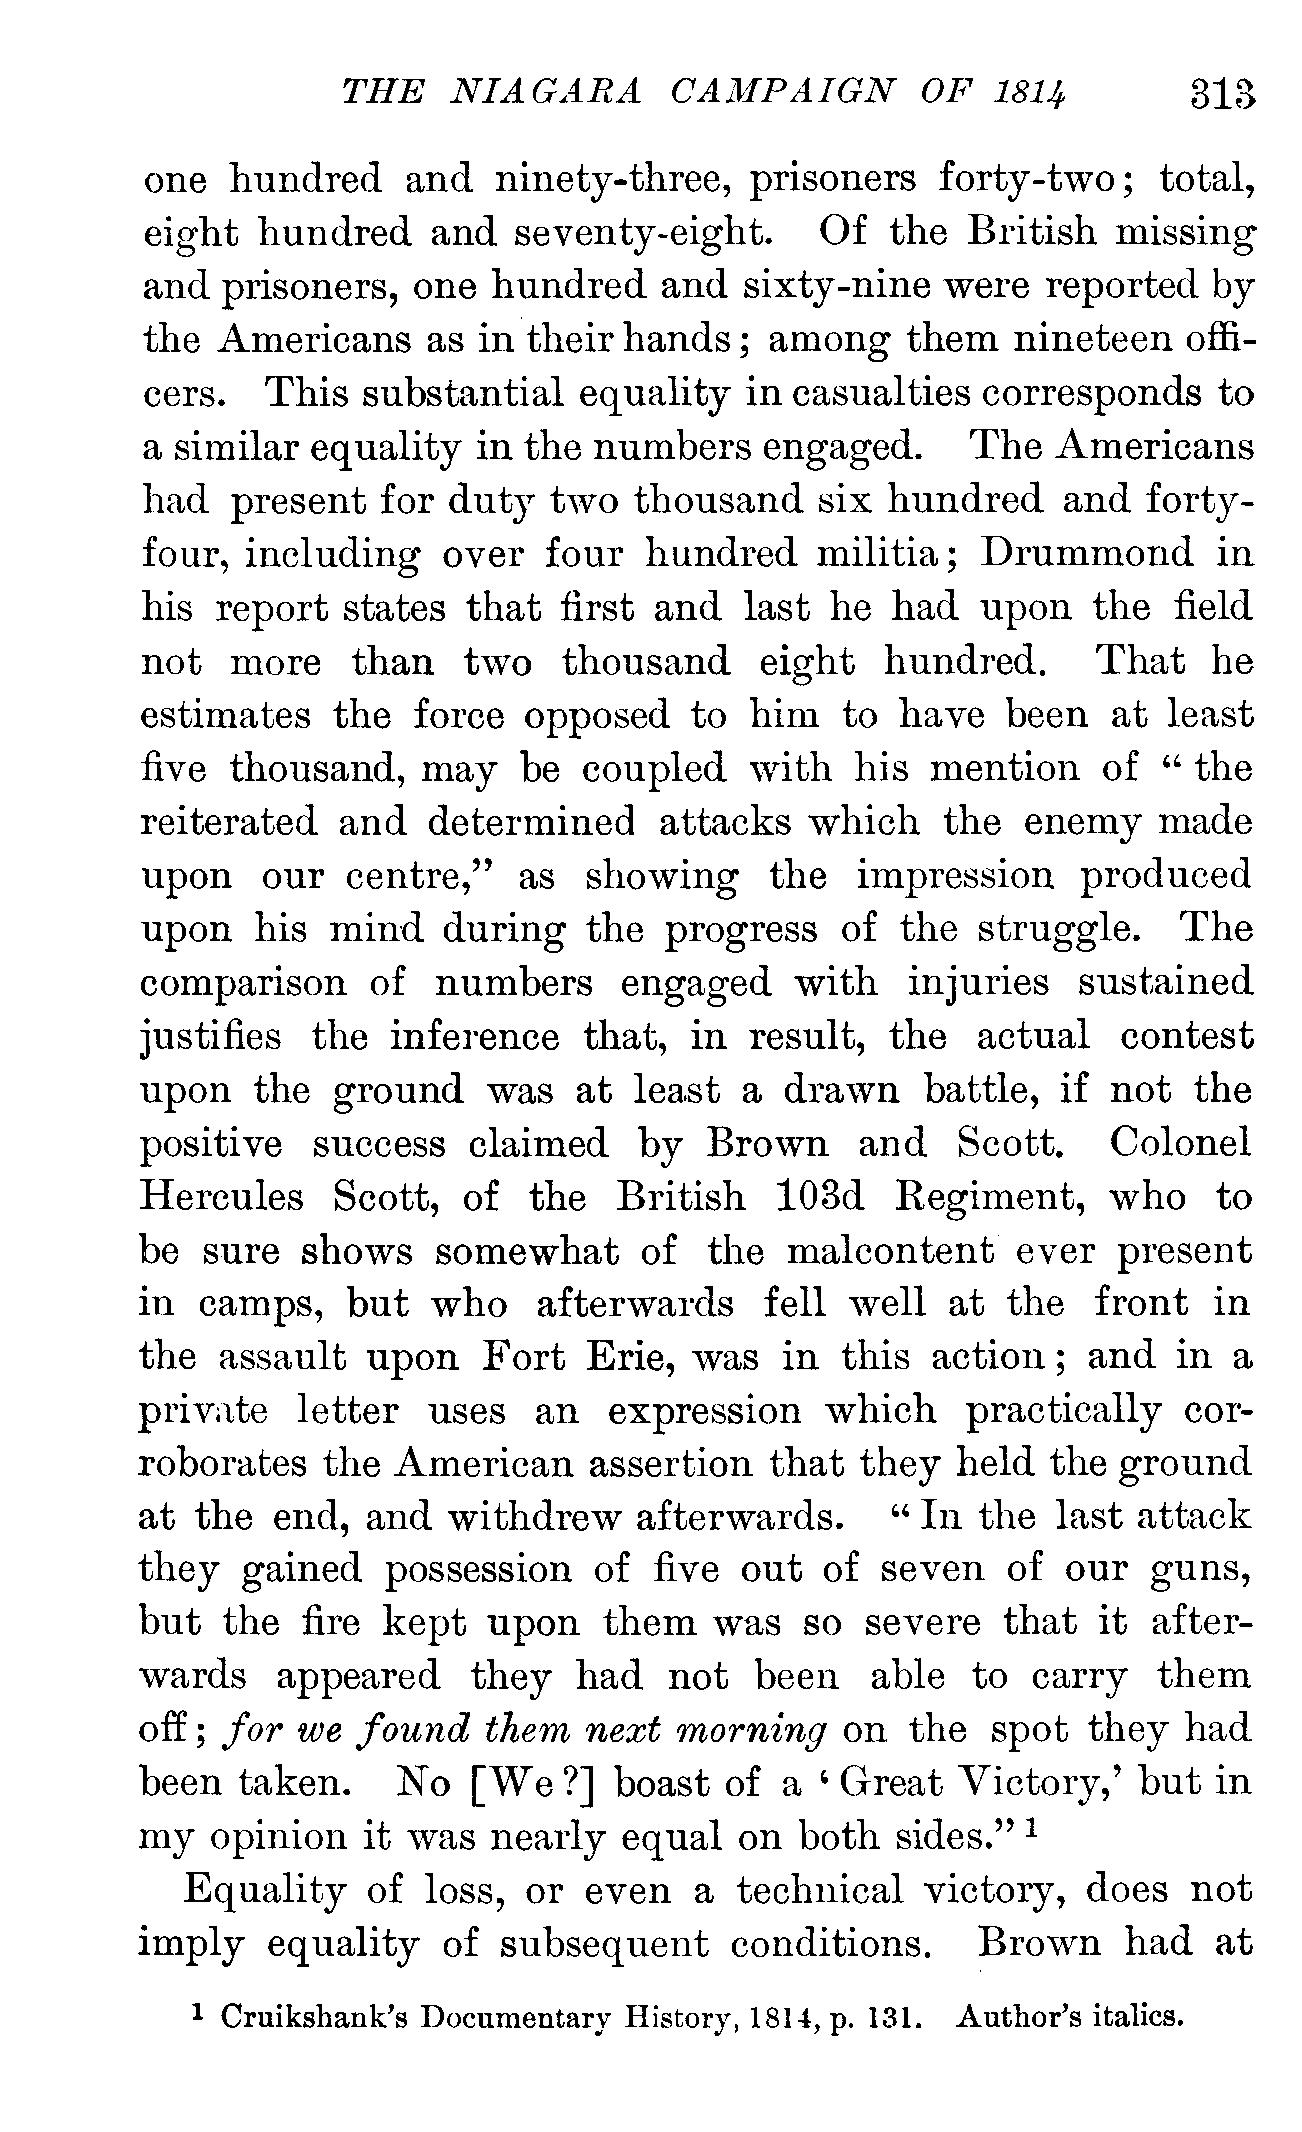 THE NIAGARA CAMPAIGN OF 1814 313
one hundred and ninety-three, prisoners forty-two; total,
eight hundred and seventy-eight. Of the British missing
and prisoners, one hundred and sixty-nine were reported by
the Americans as in their hands; among them nineteen offi-
cers. This substantial equality in casualties corresponds to
a similar equality in the numbers engaged. The Americans
had present for duty two thousand six hundred and forty-
four, including over four hundred militia; Drummond in
his report states that first and last he had upon the field
not more than two thousand eight hundred. That he
estimates the force opposed to him to have been at least
five thousand, may be coupled with his mention of “ the
reiterated and determined attacks which the enemy made
upon our centre,” as showing the impression produced
upon his mind during the progress of the struggle. The
comparison of numbers engaged with injuries sustained
justifies the inference that, in result, the actual contest
upon the ground was at least a drawn battle, if not the
positive success claimed by Brown and Scott. Colonel
Hercules Scott, of the British 103d Regiment, who to
be sure shows somewhat of the malcontent ever present
in camps, but who afterwards fell well at the front in
the assault upon Fort Erie, was in this action; and in a
private letter uses an expression which practically cor-
roborates the American assertion that they held the ground
at the end, and withdrew afterwards. “ In the last attack
they gained possession of five out of seven of our guns,
but the fire kept upon them was so severe that it after-
wards appeared they had not been able to carry them
off; for we found them next morning on the spot they had
been taken. No [We?] boast of a ‘ Great Victory,’ but in
my opinion it was nearly equal on both sides.” 1
Equality of loss, or even a technical victory, does not
imply equality of subsequent conditions. Brown had at
1 Cruikshank’s Documentary History, 1814, p. 131. Author’s italics.